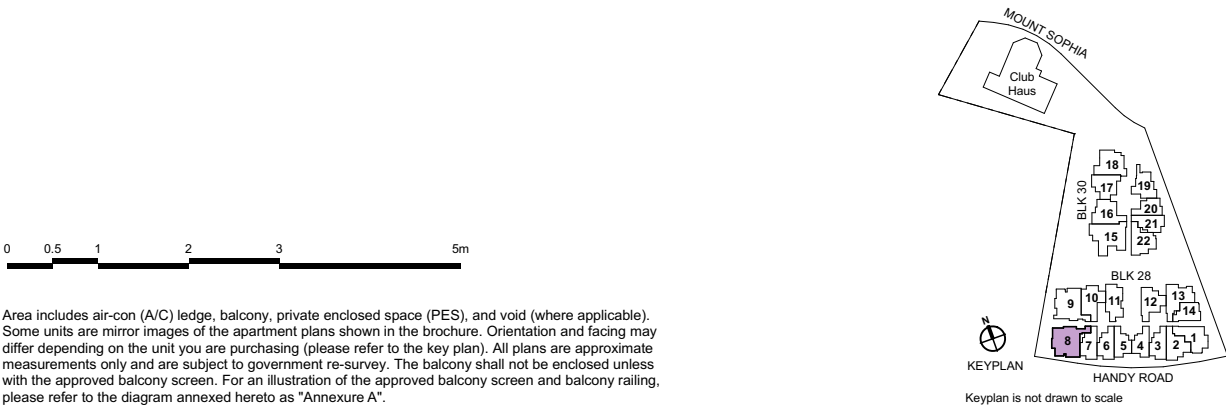 MOUNT SOPHIA
Club
Haus
18
17
19
BLK 30
16
20
21
15
22
0 0.5 1 2 3 5m
BLK 28
9 10 11 12 13
14
Area includes air-con (A/C) ledge, balcony, private enclosed space (PES), and void (where applicable).
Some units are mirror images of the apartment plans shown in the brochure. Orientation and facing may
differ depending on the unit you are purchasing (please refer to the key plan). All plans are approximate
measurements only and are subject to government re-survey. The balcony shall not be enclosed unless
with the approved balcony screen. For an illustration of the approved balcony screen and balcony railing,
please refer to the diagram annexed hereto as "Annexure A".
N
KEYPLAN
8 7 6 5 4 3 2 1
HANDY ROAD
Keyplan is not drawn to scale